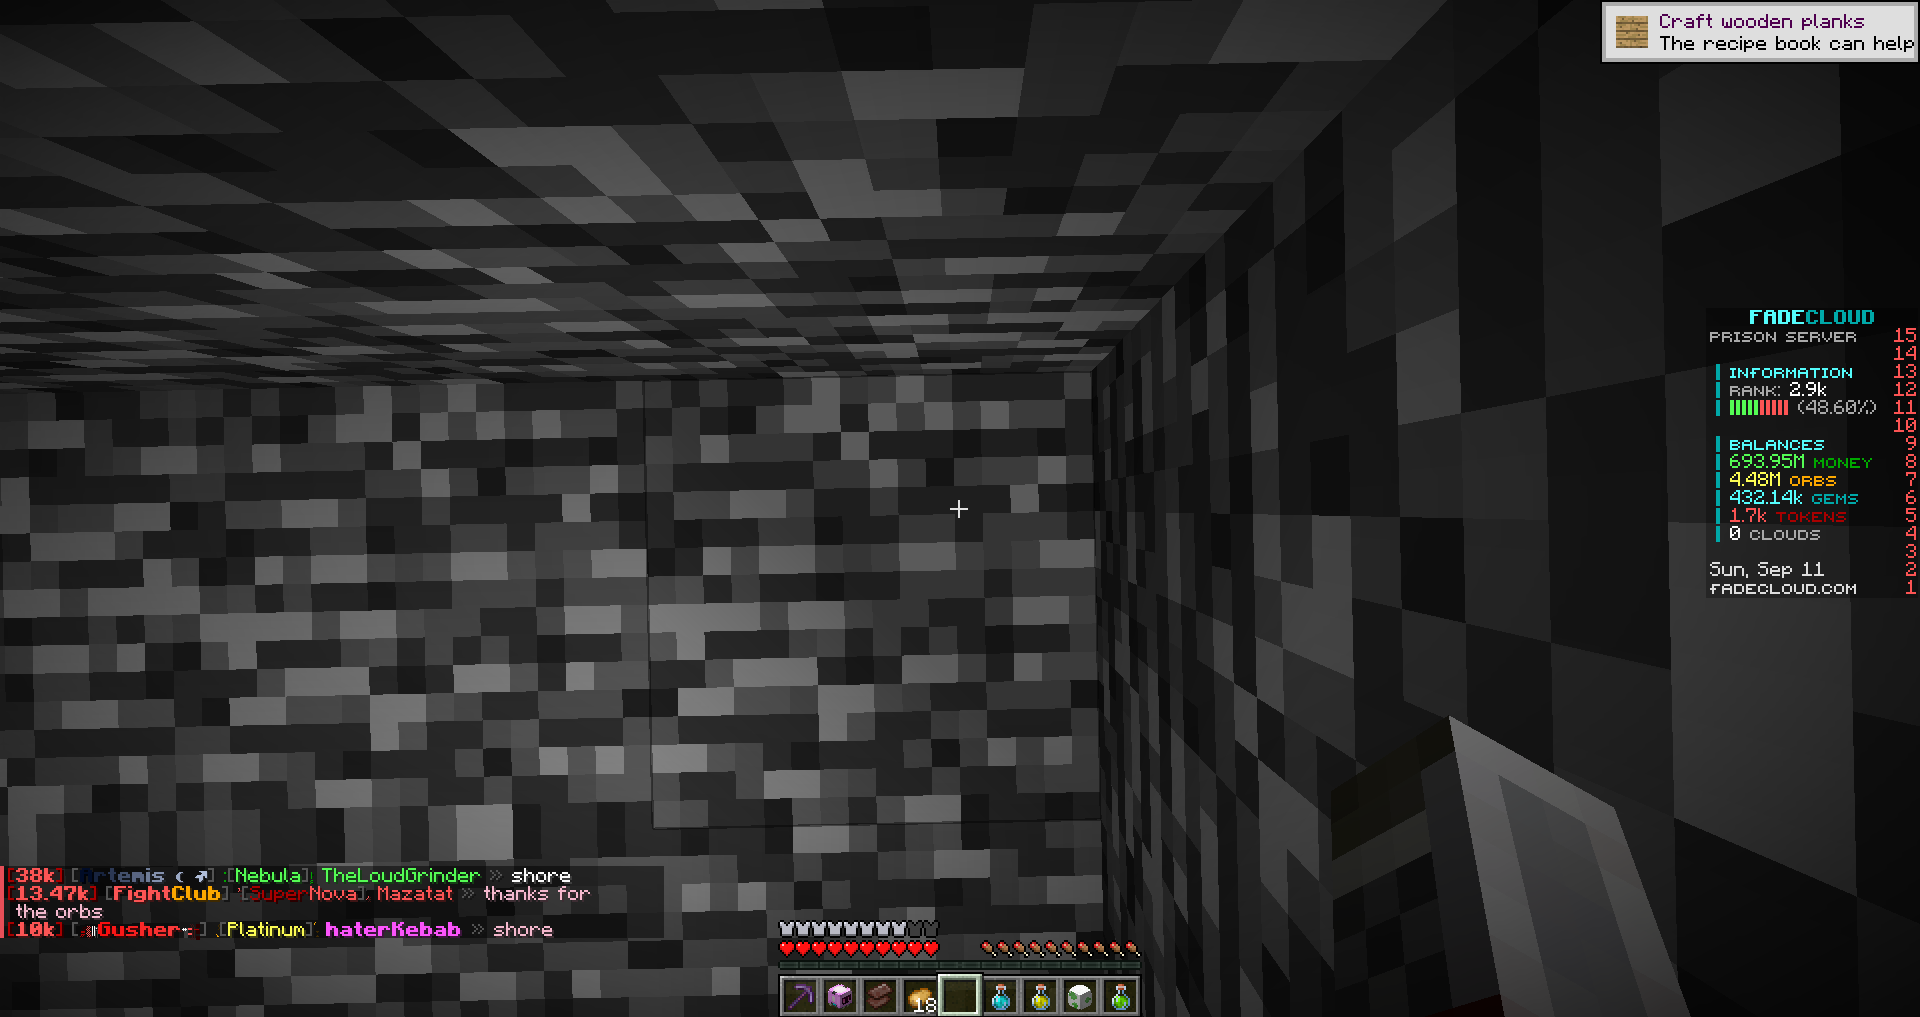 Craft wooden planks
The recipe book can help
FADECLOUD
PRISON SERVER 15
14
INFORMATION 13
RANK: 2.9k 12
(48.60%) 11
10
BALANCES 9
693.95M MONEY 8
4.48M ORBS 7
432.14k GEMS 6
1.7k TOKENS 5
0 CLOUDS 4
3
Sun, Sep 11 2
FADECLOUD.COM 1
[38k] [Artemis ☾ ↗] [Nebula] TheLoudGrinder » shore
[13.47k] [FightClub] [SuperNova] Mazatat » thanks for
the orbs
[10k] [Gusher] [Platinum] haterKebab » shore
18